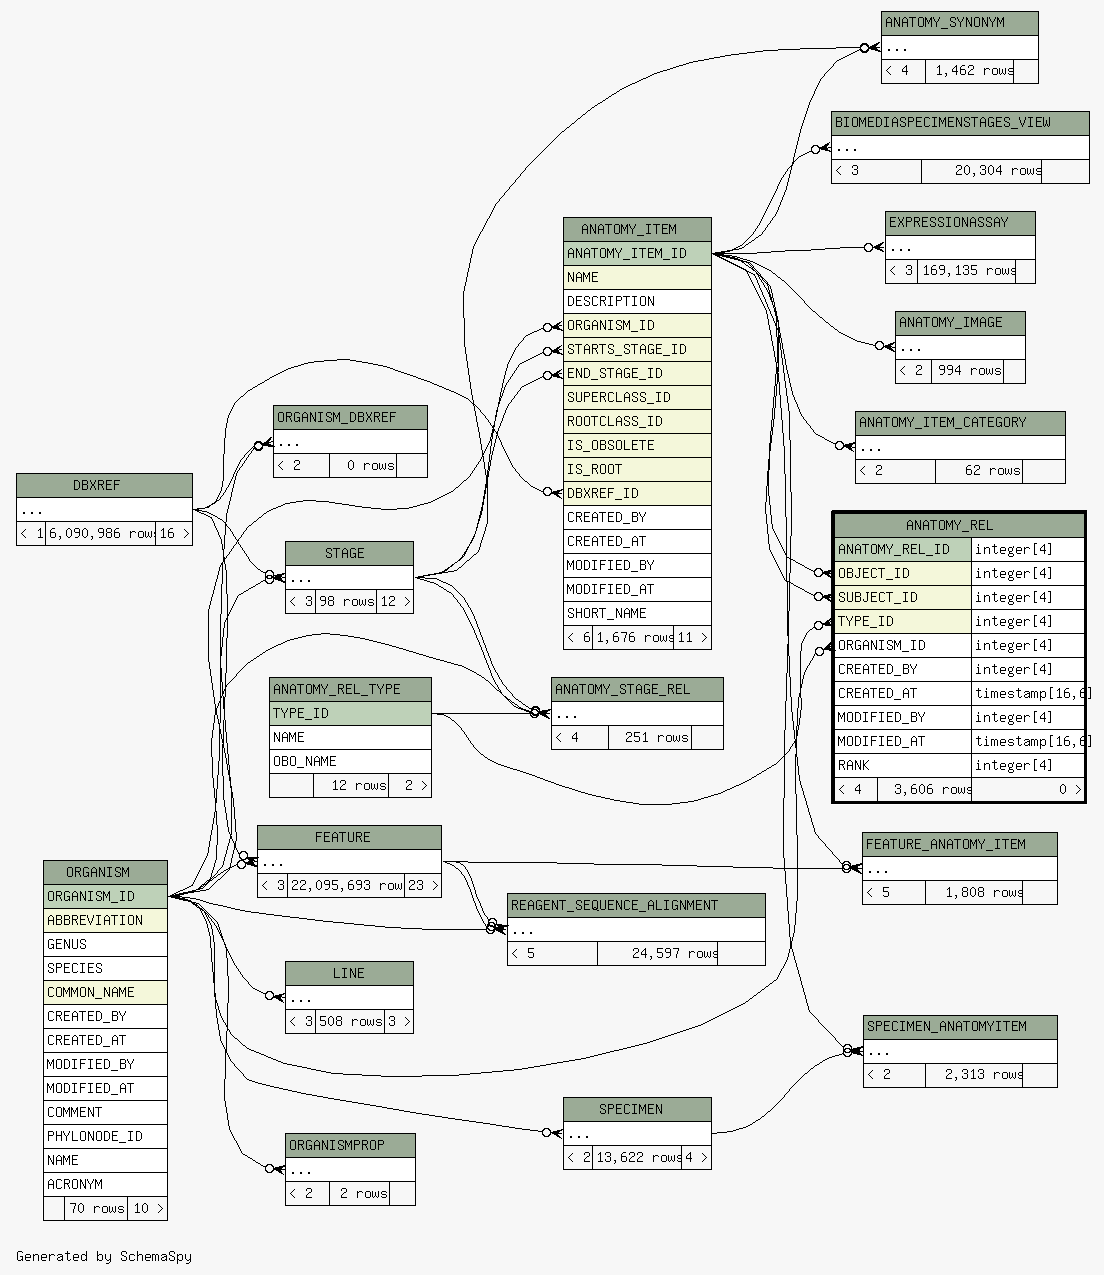 ANATOMY_SYNONYM
...
< 4 1,462 rows
BIOMEDIASPECIMENSTAGES_VIEW
...
< 3 20,304 rows
EXPRESSIONASSAY
...
< 3 169,135 rows
ANATOMY_IMAGE
...
< 2 994 rows
ANATOMY_ITEM_CATEGORY
...
< 2 62 rows
ANATOMY_ITEM
ANATOMY_ITEM_ID
NAME
DESCRIPTION
ORGANISM_ID
STARTS_STAGE_ID
END_STAGE_ID
SUPERCLASS_ID
ROOTCLASS_ID
IS_OBSOLETE
IS_ROOT
DBXREF_ID
CREATED_BY
CREATED_AT
MODIFIED_BY
MODIFIED_AT
SHORT_NAME
< 6 1,676 rows 11 >
ORGANISM_DBXREF
...
< 2 0 rows
DBXREF
...
< 1 6,090,986 rows 16 >
STAGE
...
< 3 98 rows 12 >
ANATOMY_REL
ANATOMY_REL_ID integer[4]
OBJECT_ID integer[4]
SUBJECT_ID integer[4]
TYPE_ID integer[4]
ORGANISM_ID integer[4]
CREATED_BY integer[4]
CREATED_AT timestamp[16,6]
MODIFIED_BY integer[4]
MODIFIED_AT timestamp[16,6]
RANK integer[4]
< 4 3,606 rows 0 >
ANATOMY_REL_TYPE
TYPE_ID
NAME
OBO_NAME
12 rows 2 >
ANATOMY_STAGE_REL
...
< 4 251 rows
FEATURE
...
< 3 22,095,693 row 23 >
FEATURE_ANATOMY_ITEM
...
< 5 1,808 rows
ORGANISM
ORGANISM_ID
ABBREVIATION
GENUS
SPECIES
COMMON_NAME
CREATED_BY
CREATED_AT
MODIFIED_BY
MODIFIED_AT
COMMENT
PHYLONODE_ID
NAME
ACRONYM
70 rows 10 >
REAGENT_SEQUENCE_ALIGNMENT
...
< 5 24,597 rows
LINE
...
< 3 508 rows 3 >
SPECIMEN_ANATOMYITEM
...
< 2 2,313 rows
SPECIMEN
...
< 2 13,622 rows 4 >
ORGANISMPROP
...
< 2 2 rows
Generated by SchemaSpy